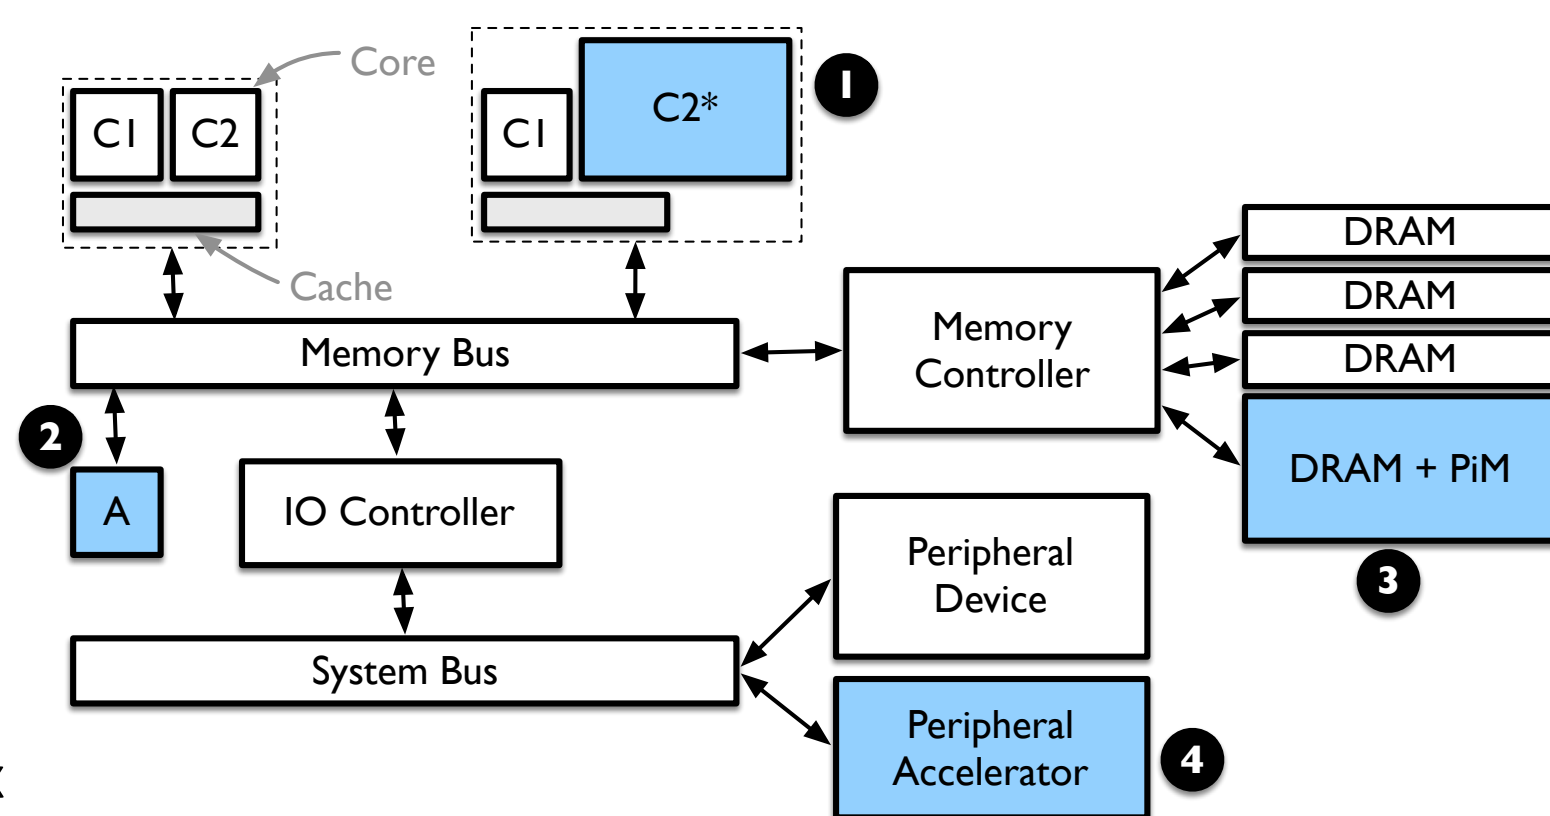 Core
C1
C2
C1
C2*
1
Cache
DRAM
DRAM
DRAM
DRAM + PiM
3
Memory Bus
Memory
Controller
2
A
IO Controller
Peripheral
Device
System Bus
Peripheral
Accelerator
4